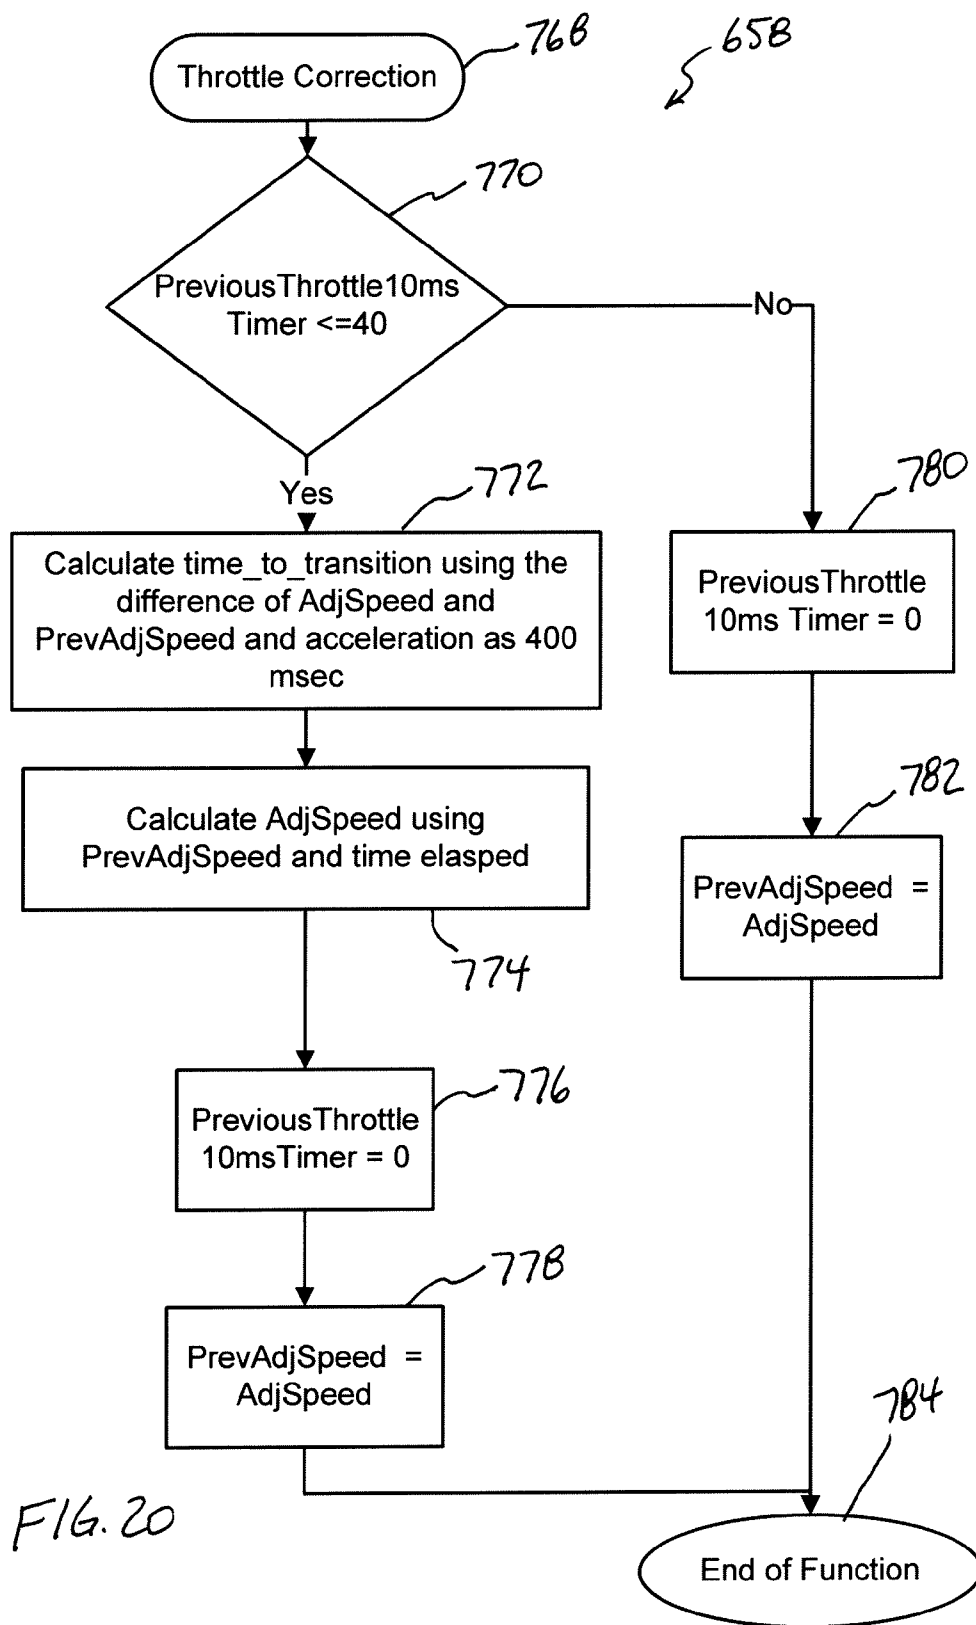 768
658
Throttle Correction
770
PreviousThrottle10ms
Timer <=40
No
Yes
772
780
Calculate time_to_transition using the
difference of AdjSpeed and
PrevAdjSpeed and acceleration as 400
msec
PreviousThrottle
10ms Timer = 0
782
Calculate AdjSpeed using
PrevAdjSpeed and time elasped
774
PrevAdjSpeed =
AdjSpeed
776
PreviousThrottle
10msTimer = 0
778
PrevAdjSpeed =
AdjSpeed
784
FIG. 20
End of Function